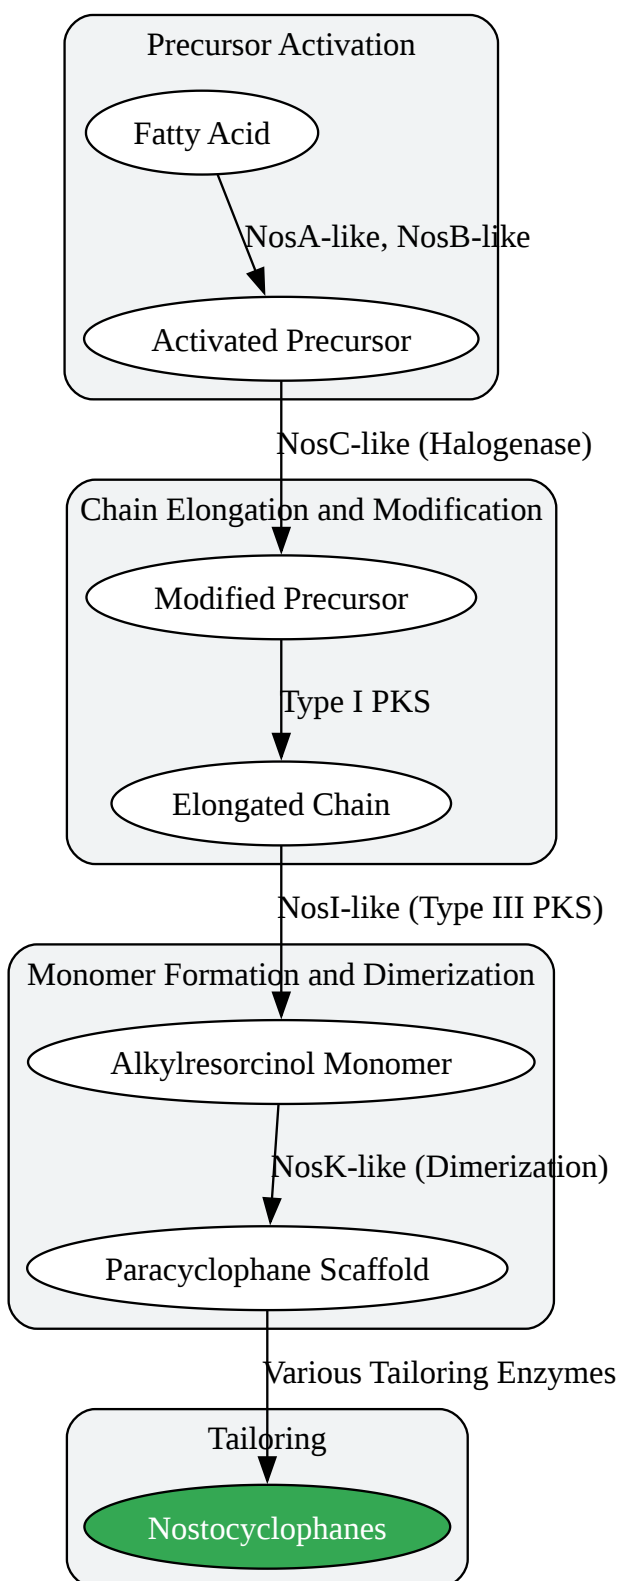 Precursor Activation
Fatty Acid
NosA-like, NosB-like
Activated Precursor
NosC-like (Halogenase)
Chain Elongation and Modification
Modified Precursor
Type I PKS
Elongated Chain
NosI-like (Type III PKS)
Monomer Formation and Dimerization
Alkylresorcinol Monomer
NosK-like (Dimerization)
Paracyclophane Scaffold
Various Tailoring Enzymes
Tailoring
Nostocyclophanes